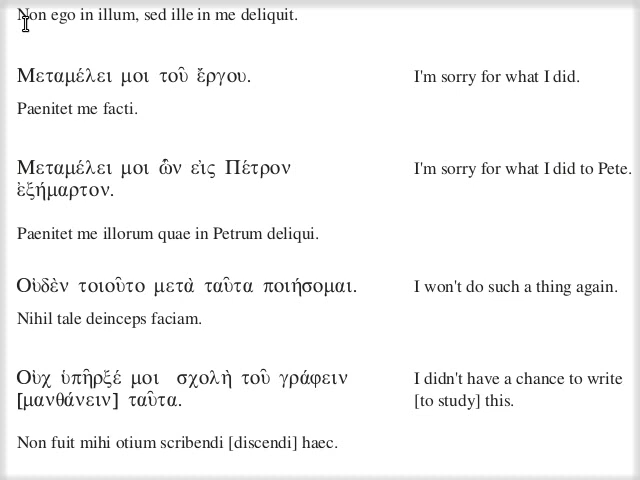 Non ego in illum, sed ille in me deliquit.
Μεταμέλει μοι τοῦ ἔργου.
I'm sorry for what I did.
Paenitet me facti.
Μεταμέλει μοι ὧν εἰς Πέτρον
I'm sorry for what I did to Pete.
ἐξήμαρτον.
Paenitet me illorum quae in Petrum deliqui.
Οὐδὲν τοιοῦτο μετὰ ταῦτα ποιήσομαι.
I won't do such a thing again.
Nihil tale deinceps faciam.
Οὐχ ὑπῆρξέ μοι σχολὴ τοῦ γράφειν
I didn't have a chance to write
[μανθάνειν] ταῦτα.
[to study] this.
Non fuit mihi otium scribendi [discendi] haec.